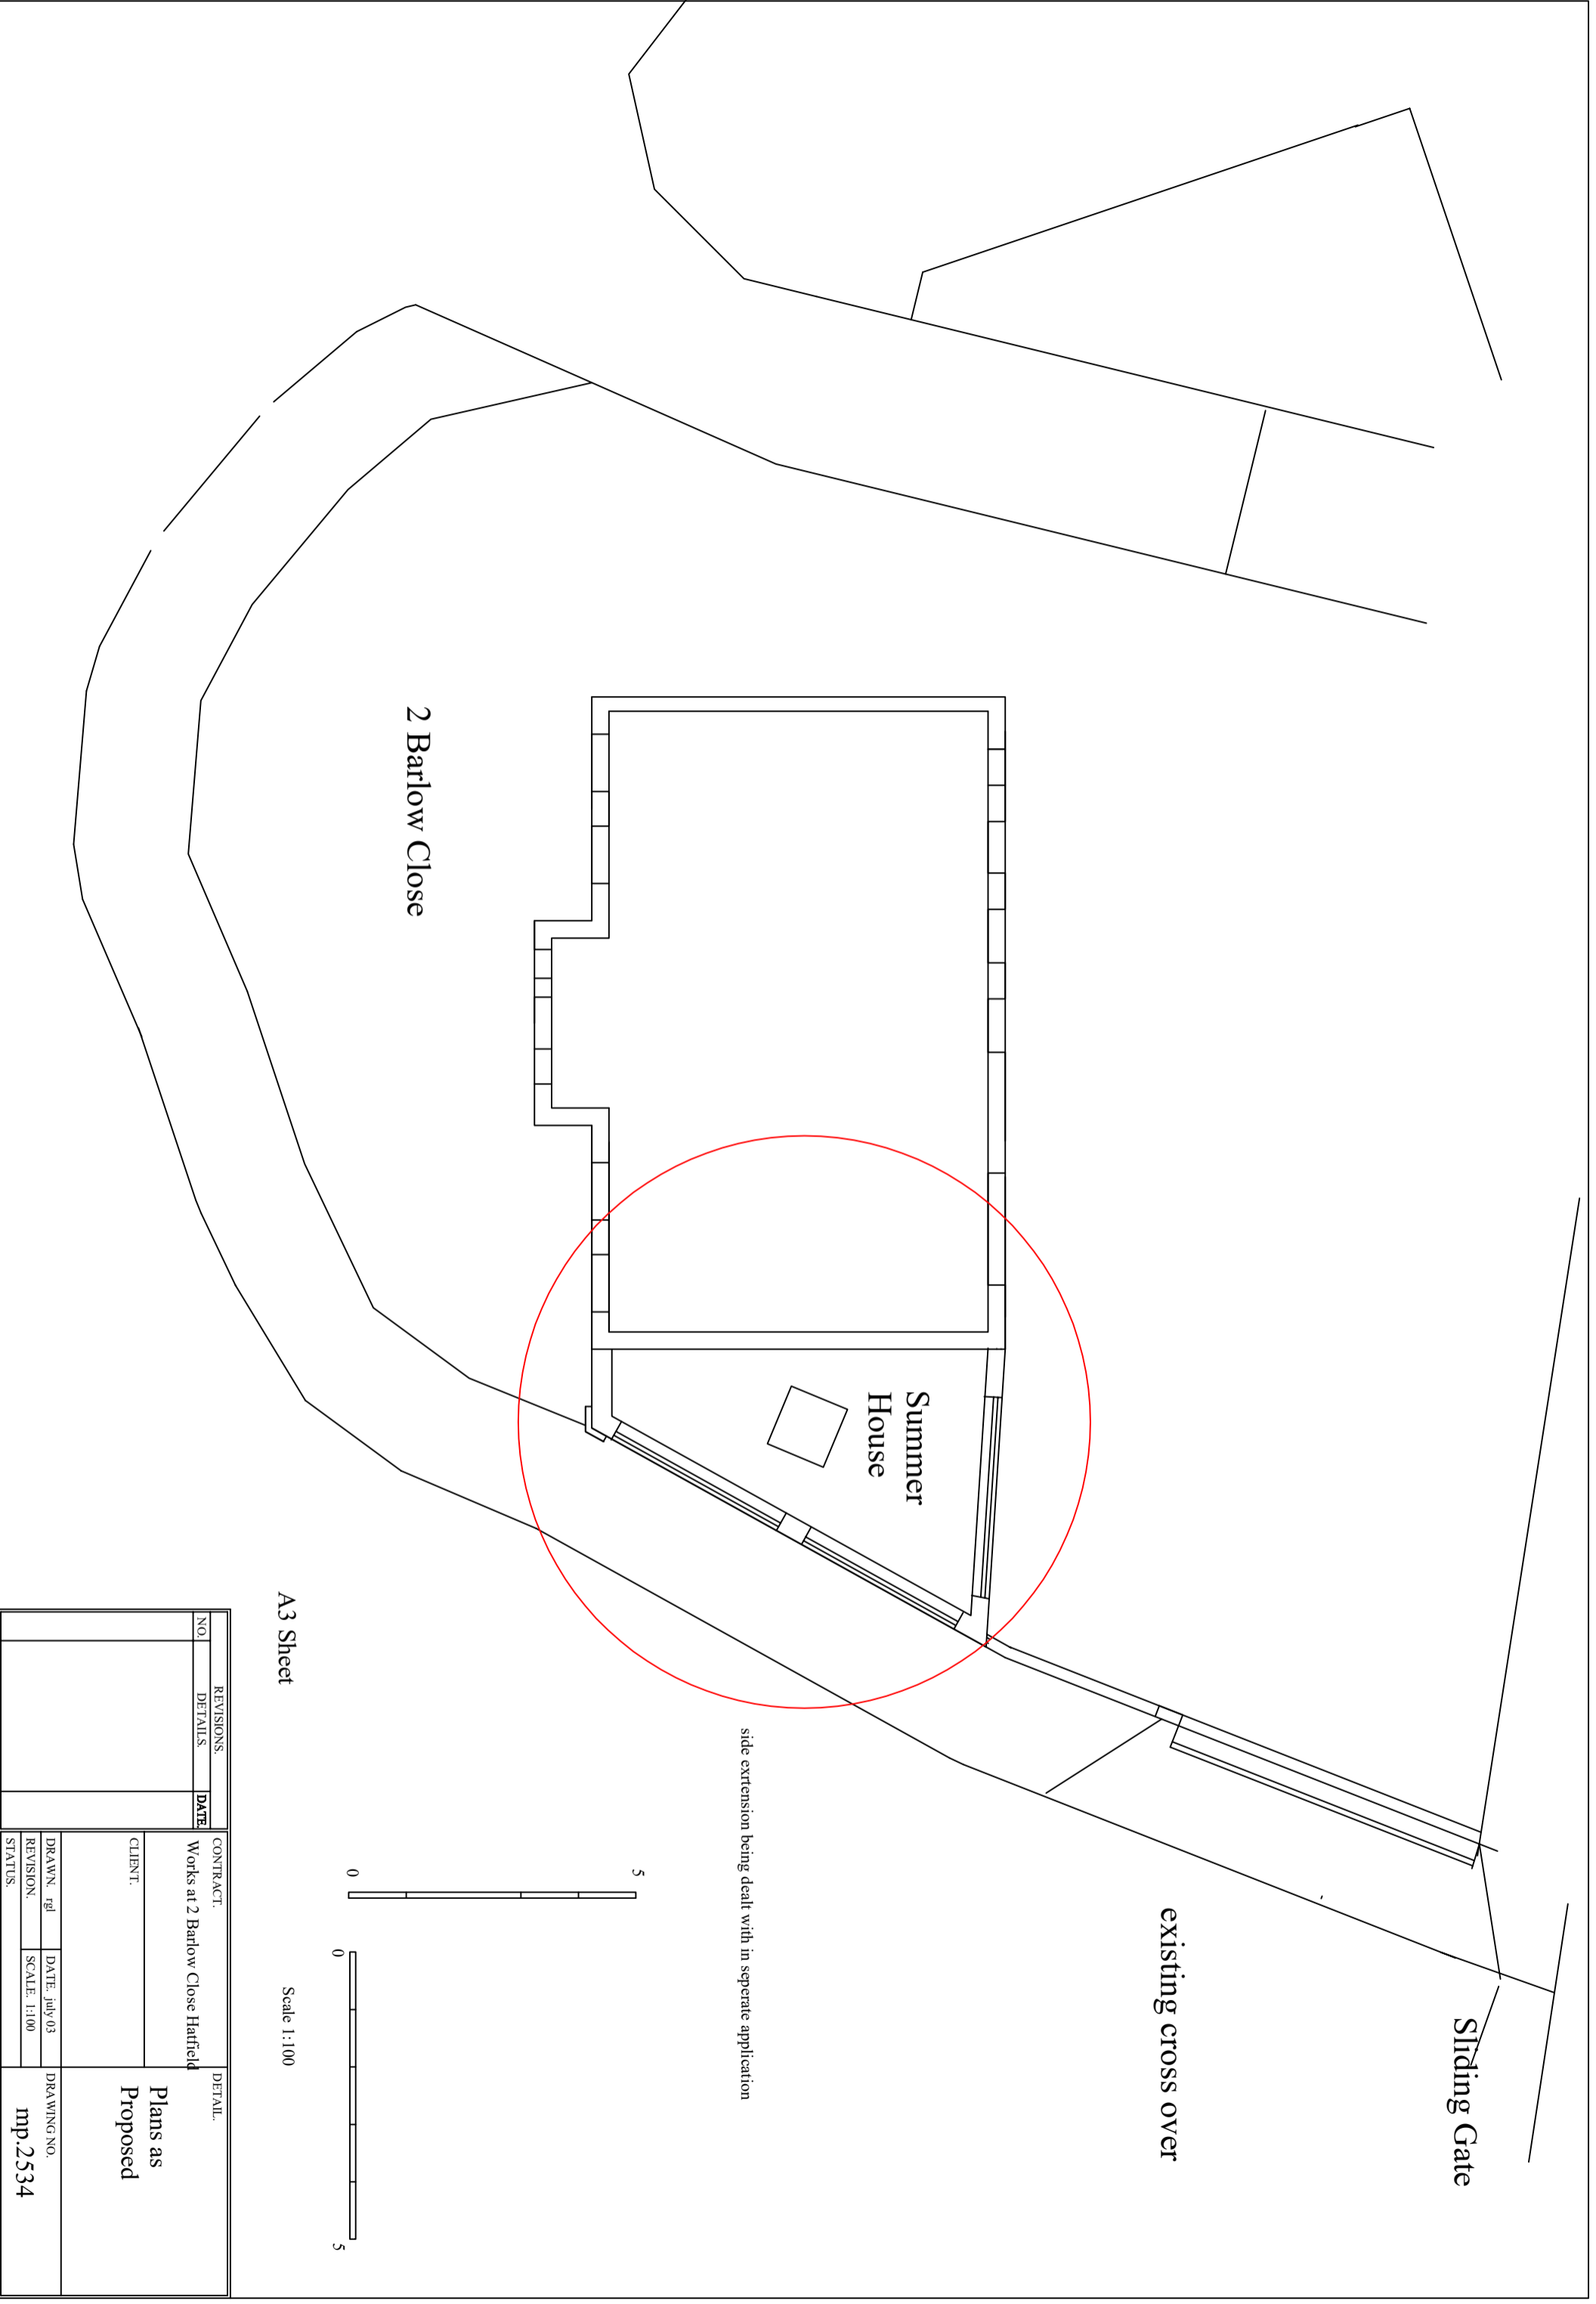 Sliding Gate
existing cross over
Summer
House
side exrtension being dealt with in seperate application
2 Barlow Close
5
0
0
5
A3 Sheet
Scale 1:100
REVISIONS.
NO.
DETAILS.
DATE.
CONTRACT.
Works at 2 Barlow Close Hatfield
CLIENT.
DRAWN. rgl
DATE. july 03
REVISION.
SCALE. 1:100
STATUS.
DETAIL.
Plans as
Proposed
DRAWING NO.
mp.2534